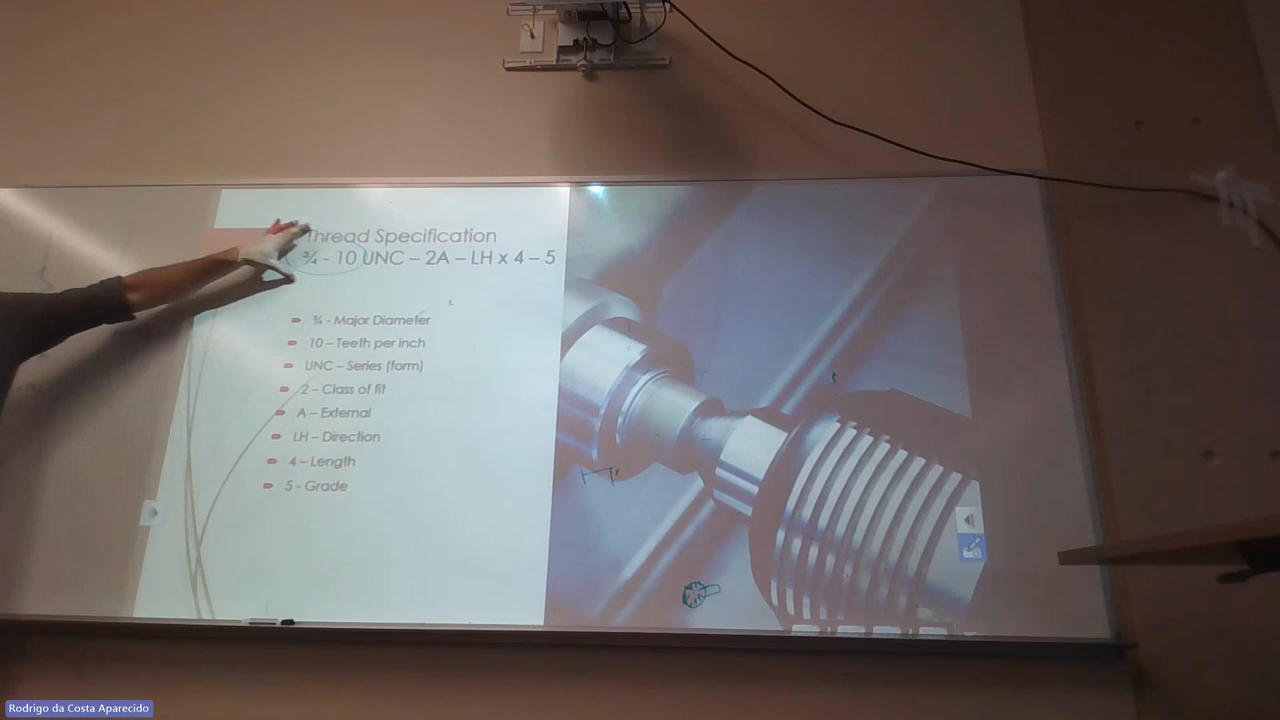 Thread Specification
¾ - 10 UNC – 2A – LH x 4 – 5
¾ - Major Diameter
10 – Teeth per inch
UNC – Series (form)
2 – Class of fit
A – External
LH – Direction
4 – Length
5 - Grade
Rodrigo da Costa Aparecido